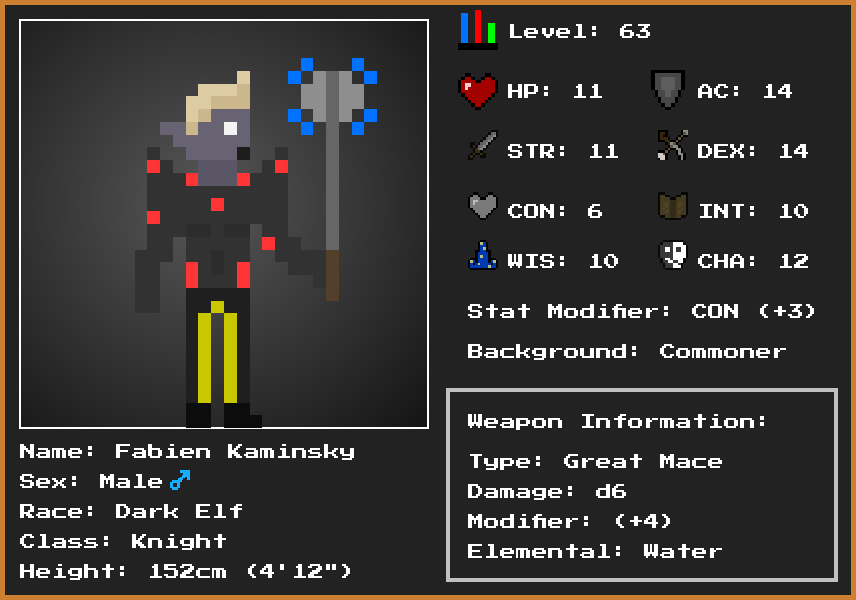 Level: 63
HP: 11
AC: 14
STR: 11
DEX: 14
CON: 6
INT: 10
WIS: 10
CHA: 12
Stat Modifier: CON (+3)
Background: Commoner
Weapon Information:
Type: Great Mace
Damage: d6
Modifier: (+4)
Elemental: Water
Name: Fabien Kaminsky
Sex: Male ♂
Race: Dark Elf
Class: Knight
Height: 152cm (4'12")